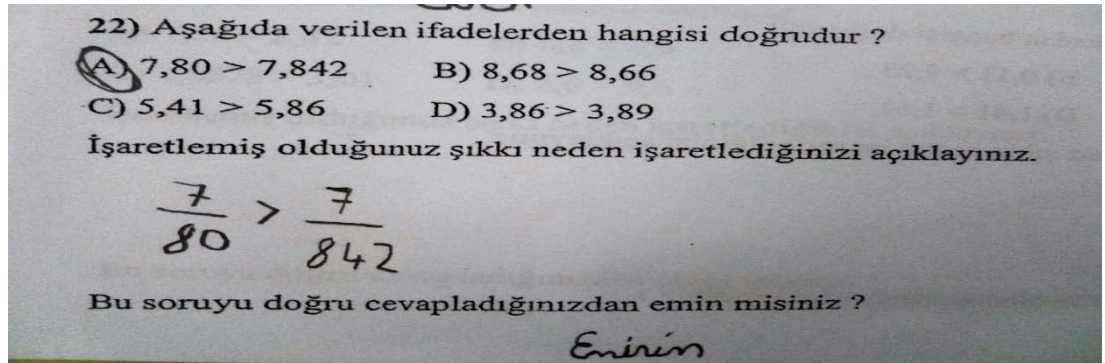 22) Aşağıda verilen ifadelerden hangisi doğrudur ?
A) 7,80 > 7,842 B) 8,68 > 8,66
C) 5,41 > 5,86 D) 3,86 > 3,89
İşaretlemiş olduğunuz şıkkı neden işaretlediğinizi açıklayınız.
7/80 > 7/842
Bu soruyu doğru cevapladığınızdan emin misiniz ?
Eminim